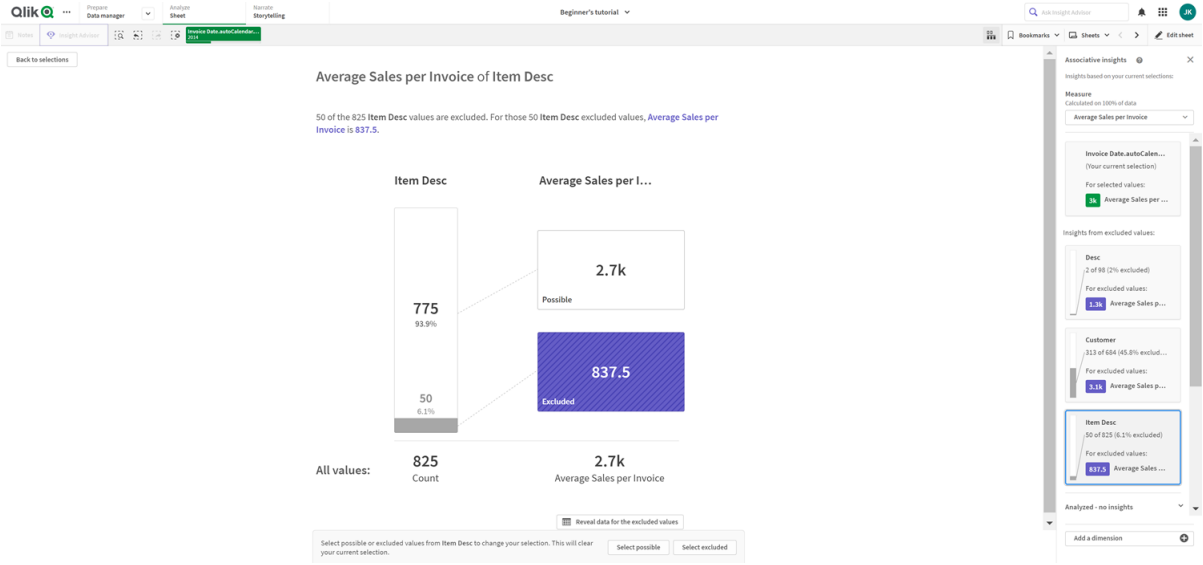 Qlik
Prepare
Data manager
Analyze
Sheet
Narrate
Storytelling
Beginner's tutorial
Ask Insight Advisor
JK
Notes
Insight Advisor
Invoice Date.autoCalendar....
2014
Bookmarks
Sheets
Edit sheet
Back to selections
Average Sales per Invoice of Item Desc
50 of the 825 Item Desc values are excluded. For those 50 Item Desc excluded values, Average Sales per
Invoice is 837.5.
Item Desc
Average Sales per I...
775
93.9%
50
6.1%
2.7k
Possible
837.5
Excluded
All values:
825
Count
2.7k
Average Sales per Invoice
Reveal data for the excluded values
Select possible or excluded values from Item Desc to change your selection. This will clear
your current selection.
Select possible
Select excluded
Associative insights
Insights based on your current selections:
Measure
Calculated on 100% of data
Average Sales per Invoice
Invoice Date.autoCalen...
(Your current selection)
For selected values:
3k Average Sales per ...
Insights from excluded values:
Desc
2 of 98 (2% excluded)
For excluded values:
1.3k Average Sales p...
Customer
313 of 684 (45.8% exclud...
For excluded values:
3.1k Average Sales p...
Item Desc
50 of 825 (6.1% excluded)
For excluded values:
837.5 Average Sales ...
Analyzed - no insights
Add a dimension